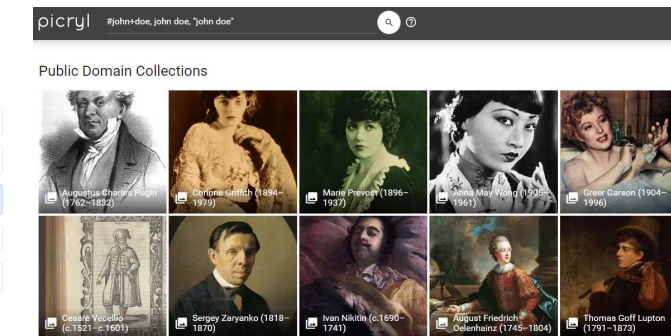 picryl
#john+doe, john doe, "john doe"
Public Domain Collections
Augustus Charles Pugin
(1762–1832)
Corinne Griffith (1894–
1979)
Marie Prevost (1896–
1937)
Anna May Wong (1905–
1961)
Greer Garson (1904–
1996)
Cesare Vecellio
(c.1521–c.1601)
Sergey Zaryanko (1818–
1870)
Ivan Nikitin (c.1690–
1741)
August Friedrich
Oelenhainz (1745–1804)
Thomas Goff Lupton
(1791–1873)